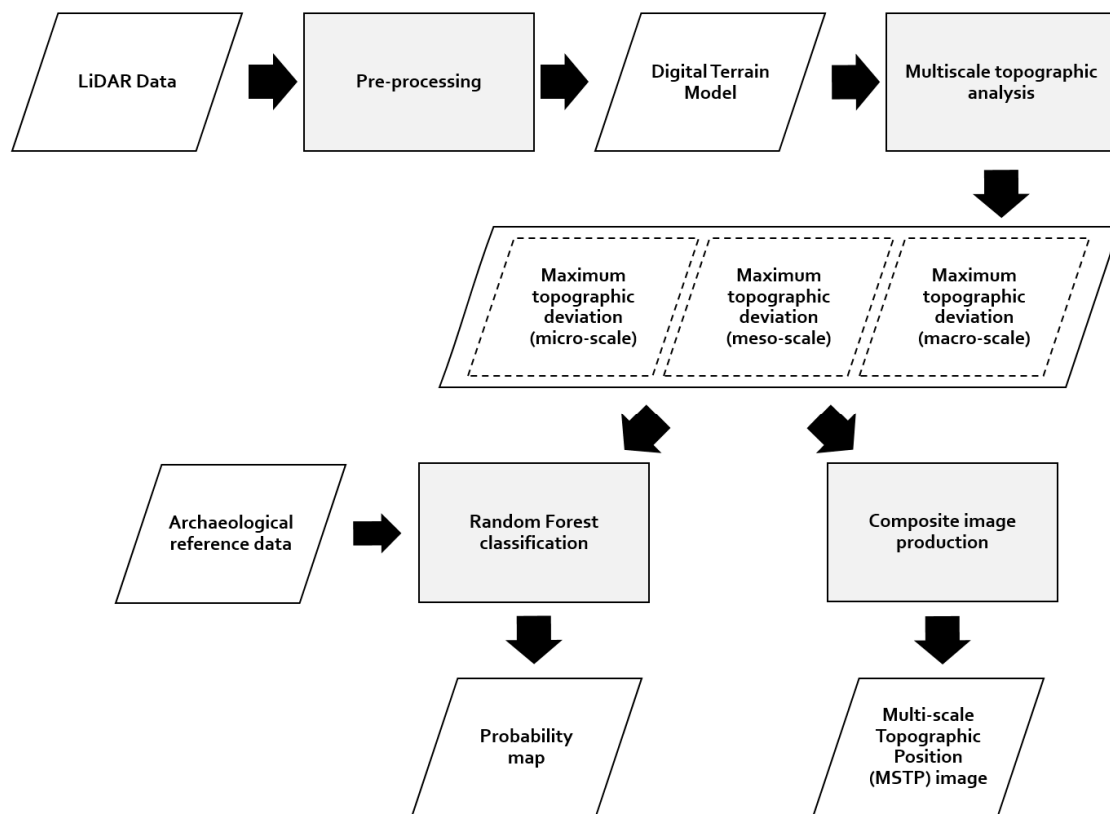 LiDAR Data
Pre-processing
Digital Terrain
Model
Multiscale topographic
analysis
Maximum
topographic
deviation
(micro-scale)
Maximum
topographic
deviation
(meso-scale)
Maximum
topographic
deviation
(macro-scale)
Archaeological
reference data
Random Forest
classification
Composite image
production
Probability
map
Multi-scale
Topographic
Position
(MSTP) image